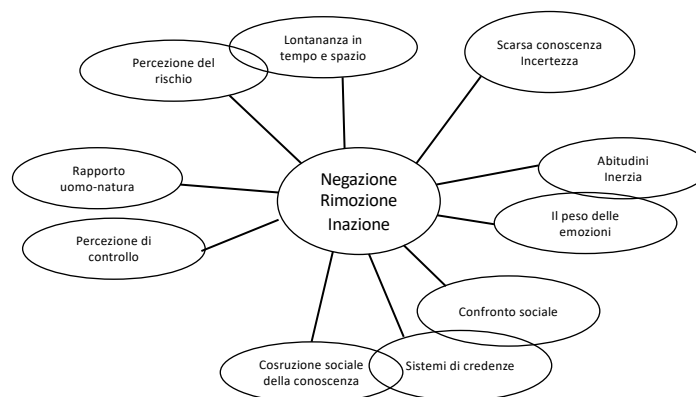 Lontananza in
tempo e spazio
Percezione del
rischio
Scarsa conoscenza
Incertezza
Rapporto
uomo-natura
Negazione
Rimozione
Inazione
Abitudini
Inerzia
Il peso delle
emozioni
Percezione di
controllo
Confronto sociale
Cosruzione sociale
della conoscenza
Sistemi di credenze